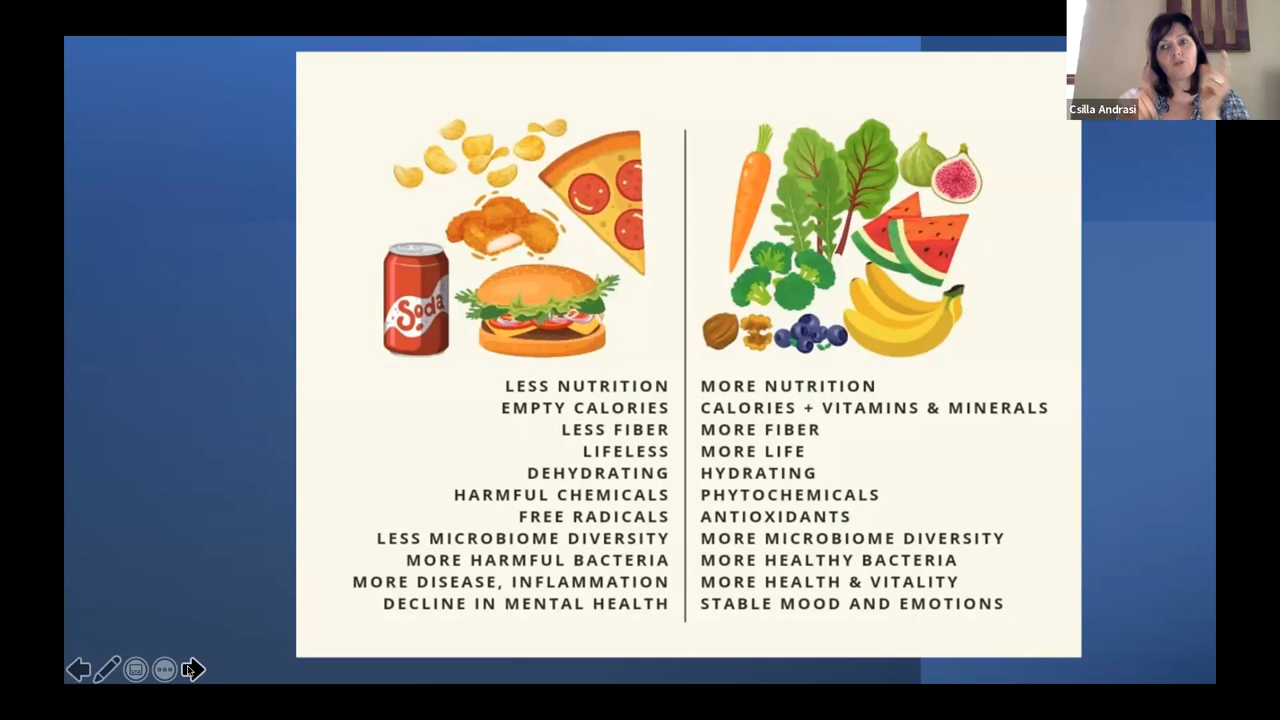 Csilla Andrasi
Soda
LESS NUTRITION
EMPTY CALORIES
LESS FIBER
LIFELESS
DEHYDRATING
HARMFUL CHEMICALS
FREE RADICALS
LESS MICROBIOME DIVERSITY
MORE HARMFUL BACTERIA
MORE DISEASE, INFLAMMATION
DECLINE IN MENTAL HEALTH
MORE NUTRITION
CALORIES + VITAMINS & MINERALS
MORE FIBER
MORE LIFE
HYDRATING
PHYTOCHEMICALS
ANTIOXIDANTS
MORE MICROBIOME DIVERSITY
MORE HEALTHY BACTERIA
MORE HEALTH & VITALITY
STABLE MOOD AND EMOTIONS